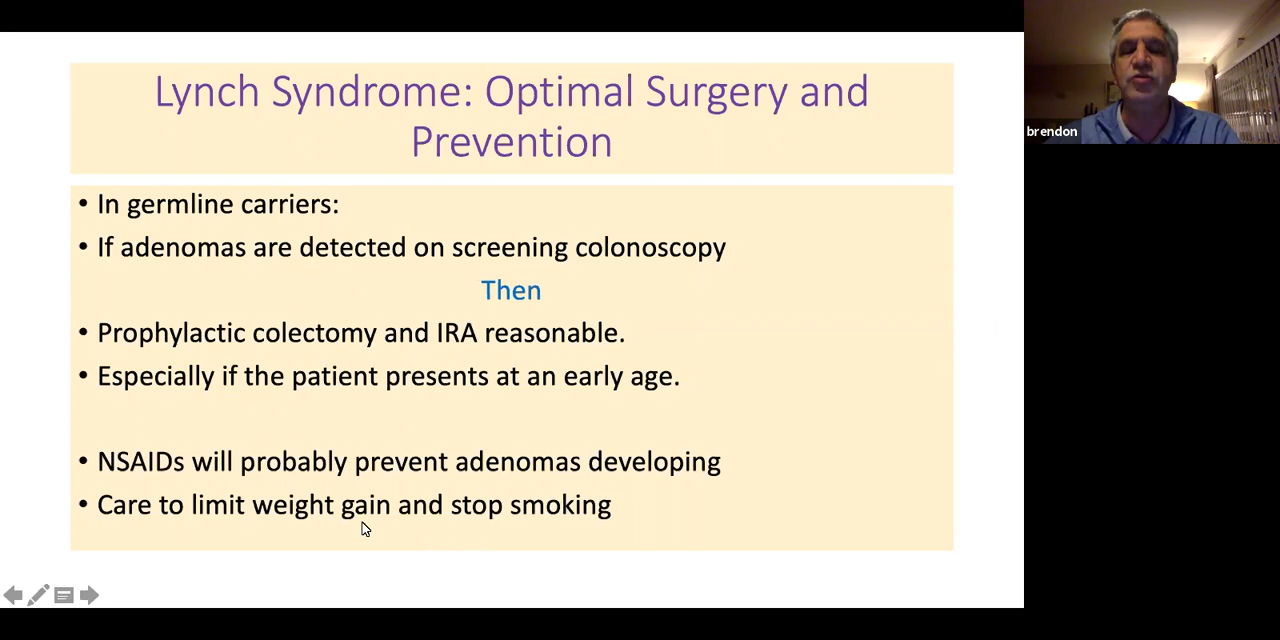 Lynch Syndrome: Optimal Surgery and
Prevention
• In germline carriers:
• If adenomas are detected on screening colonoscopy
Then
• Prophylactic colectomy and IRA reasonable.
• Especially if the patient presents at an early age.
• NSAIDs will probably prevent adenomas developing
• Care to limit weight gain and stop smoking
brendon